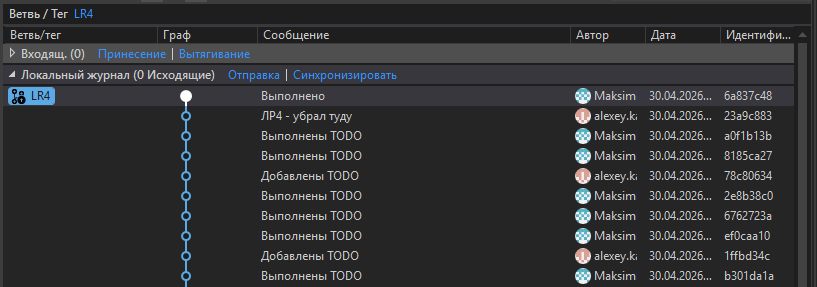 Ветвь / Тег LR4
Ветвь/тег Граф Сообщение Автор Дата Идентифи...
Входящ. (0) Принесение | Вытягивание
Локальный журнал (0 Исходящие) Отправка | Синхронизировать
LR4 Выполнено Maksim 30.04.2026... 6a837c48
ЛР4 - убрал туду alexey.ka 30.04.2026... 23a9c883
Выполнены TODO Maksim 30.04.2026... a0f1b13b
Выполнены TODO Maksim 30.04.2026... 8185ca27
Добавлены TODO alexey.ka 30.04.2026... 78c80634
Выполнены TODO Maksim 30.04.2026... 2e8b38c0
Выполнены TODO Maksim 30.04.2026... 6762723a
Выполнены TODO Maksim 30.04.2026... ef0caa10
Добавлены TODO alexey.ka 30.04.2026... 1ffbd34c
Выполнены TODO Maksim 30.04.2026... b301da1a